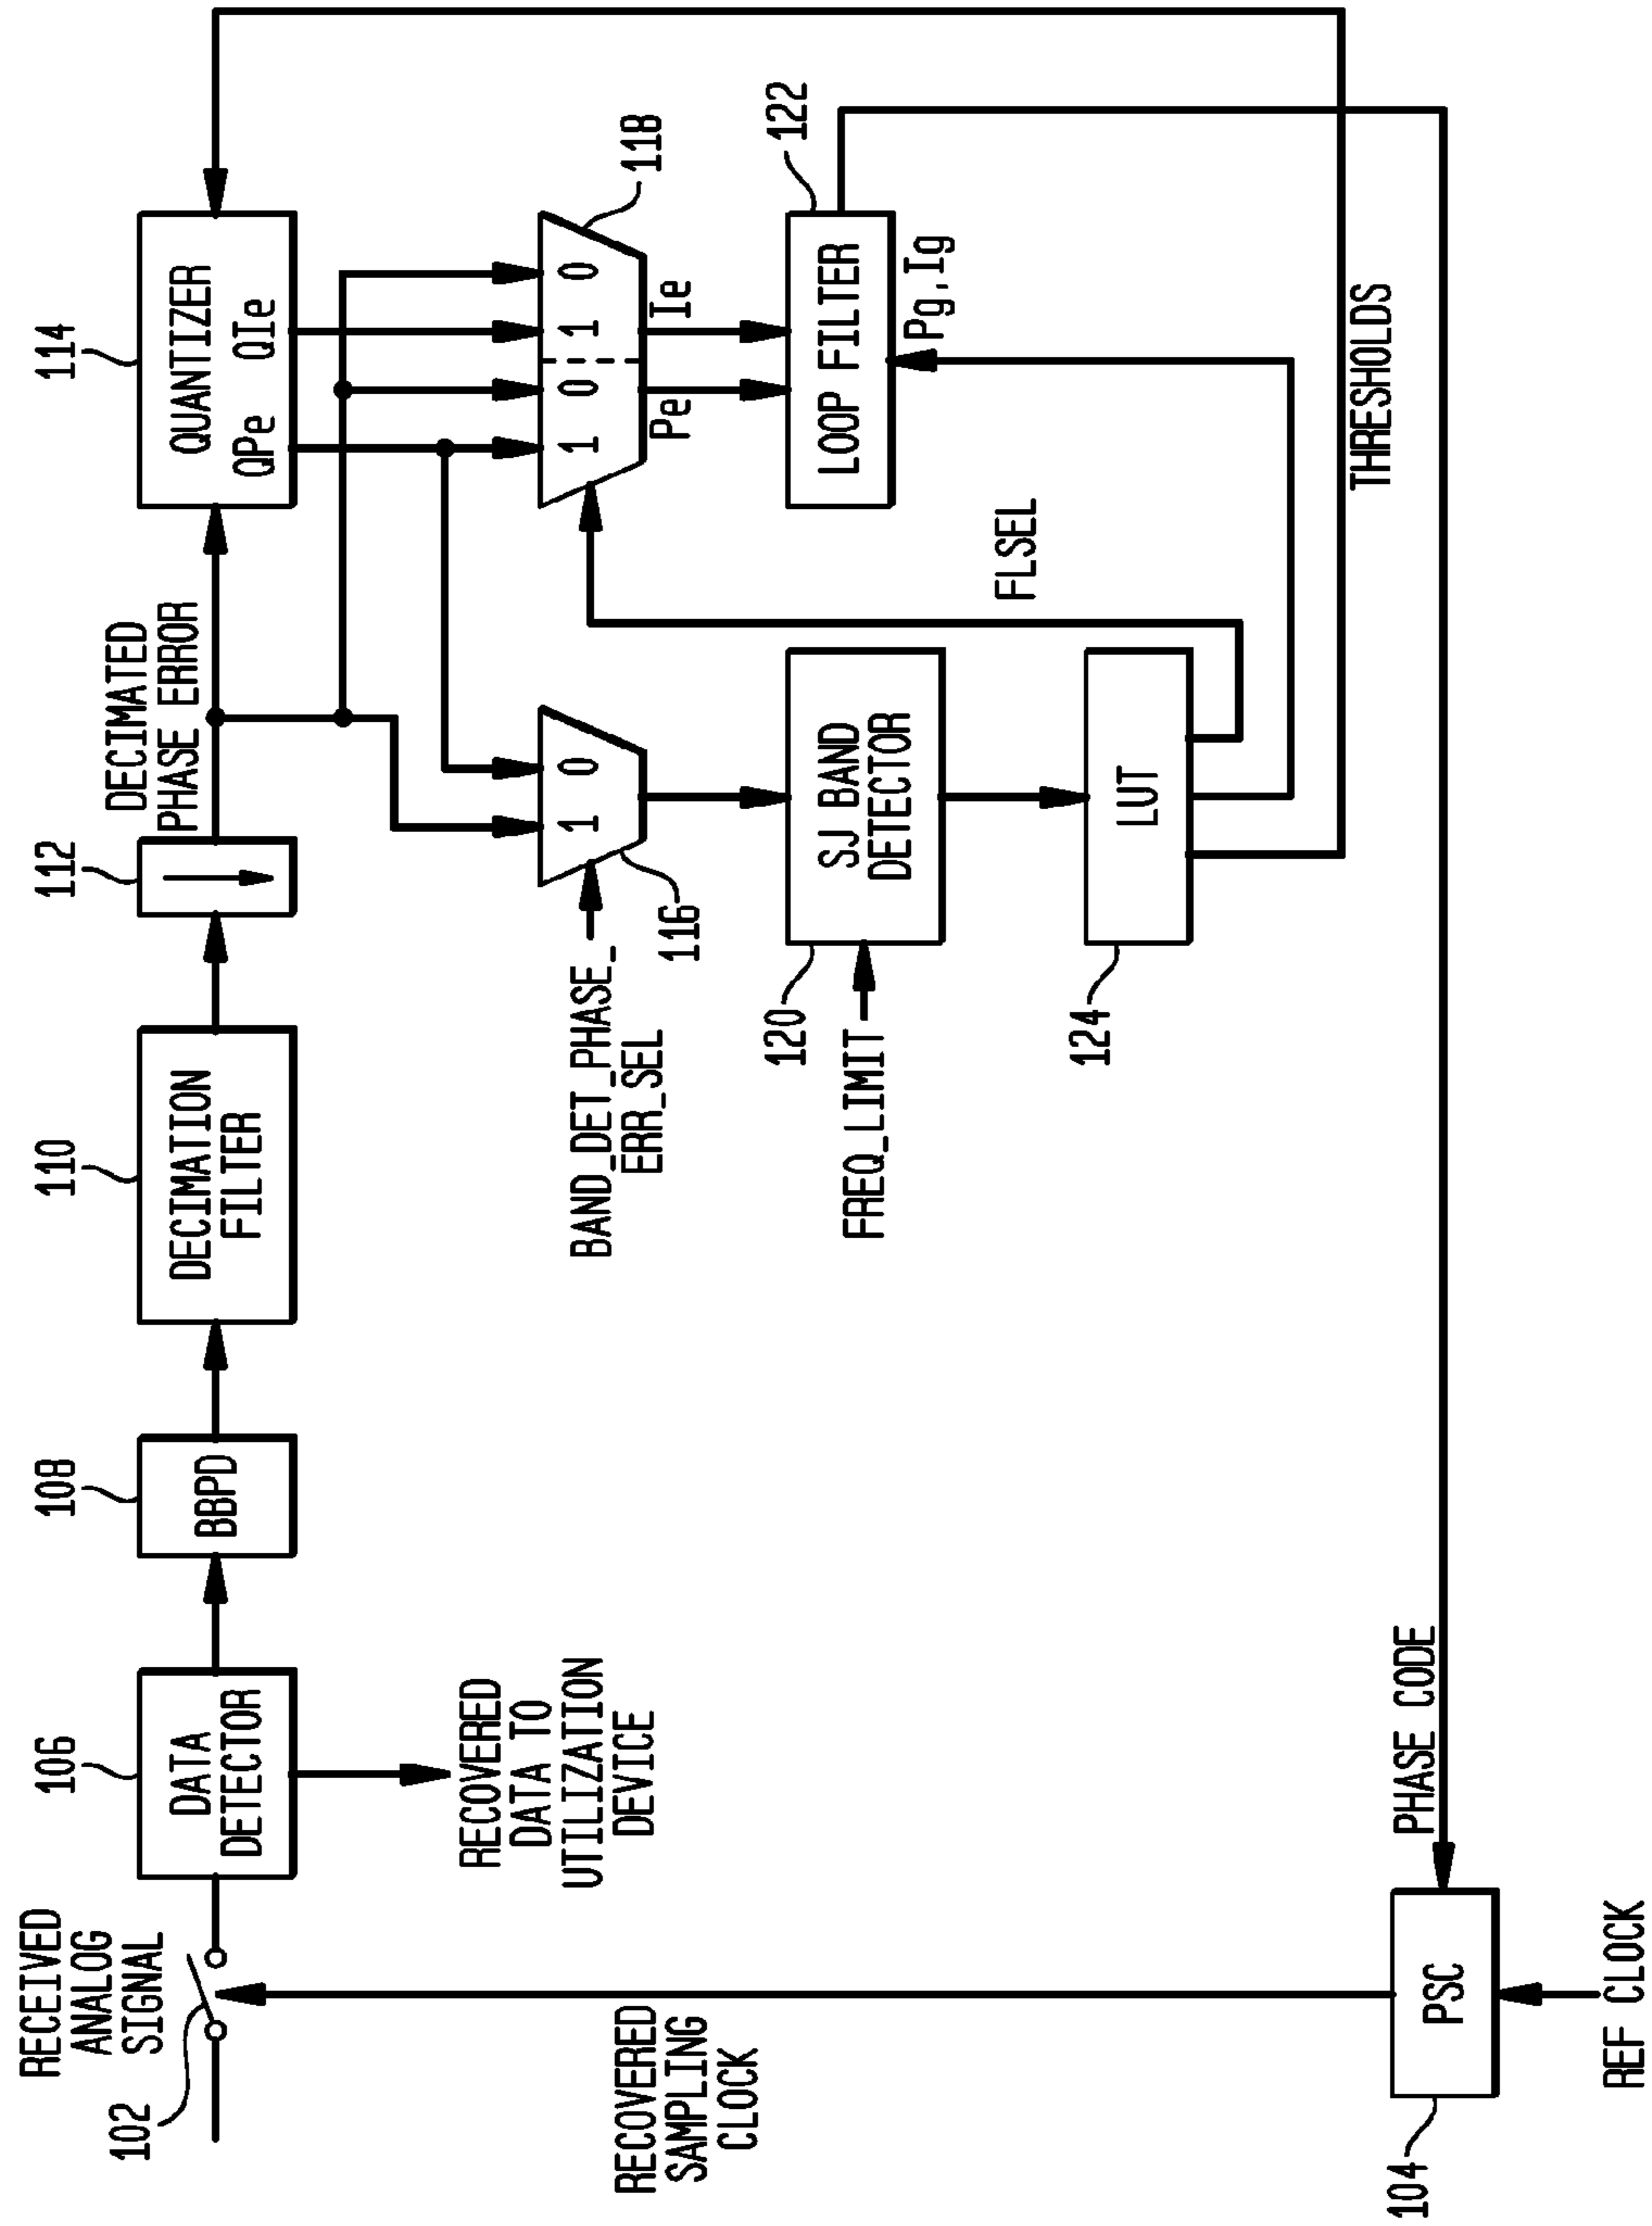 RECEIVED
ANALOG
SIGNAL
102
106
DATA
DETECTOR
RECOVERED
DATA TO
UTILIZATION
DEVICE
108
BBPD
110
DECIMATION
FILTER
112
DECIMATED
PHASE ERROR
114
QUANTIZER
QPe QIe
BAND_DET_PHASE_
ERR_SEL
1 0
116
1 0 1 0
118
Pe Ie
FREQ_LIMIT
120
SJ BAND
DETECTOR
LOOP FILTER
122
Pg,Ig
FLSEL
124
LUT
THRESHOLDS
RECOVERED
SAMPLING
CLOCK
PHASE CODE
104
PSC
REF CLOCK